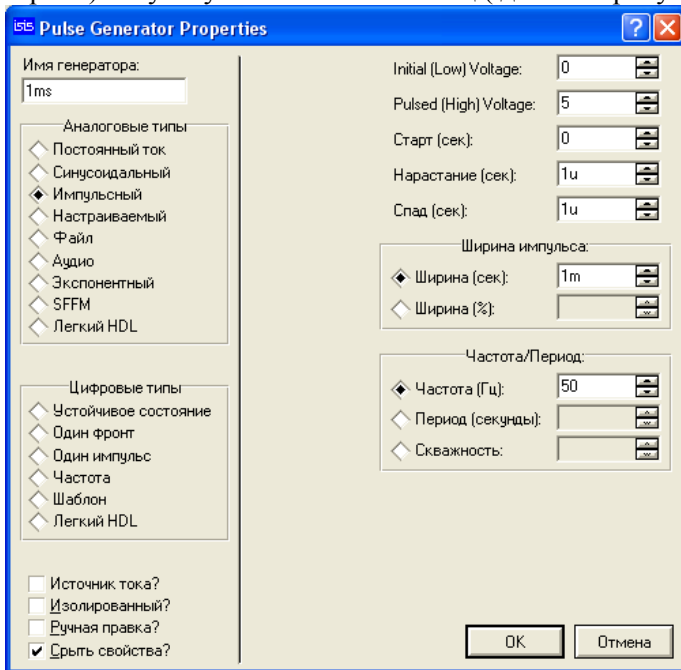 isis Pulse Generator Properties
Имя генератора:
1ms
Аналоговые типы
Постоянный ток
Синусоидальный
Импульсный
Настраиваемый
Файл
Аудио
Экспонентный
SFFM
Легкий HDL
Цифровые типы
Устойчивое состояние
Один фронт
Один импульс
Частота
Шаблон
Легкий HDL
Источник тока?
Изолированный?
Ручная правка?
Срыть свойства?
Initial (Low) Voltage: 0
Pulsed (High) Voltage: 5
Старт (сек): 0
Нарастание (сек): 1u
Спад (сек): 1u
Ширина импульса:
Ширина (сек): 1m
Ширина (%):
Частота/Период:
Частота (Гц): 50
Период (секунды):
Скважность:
OK Отмена